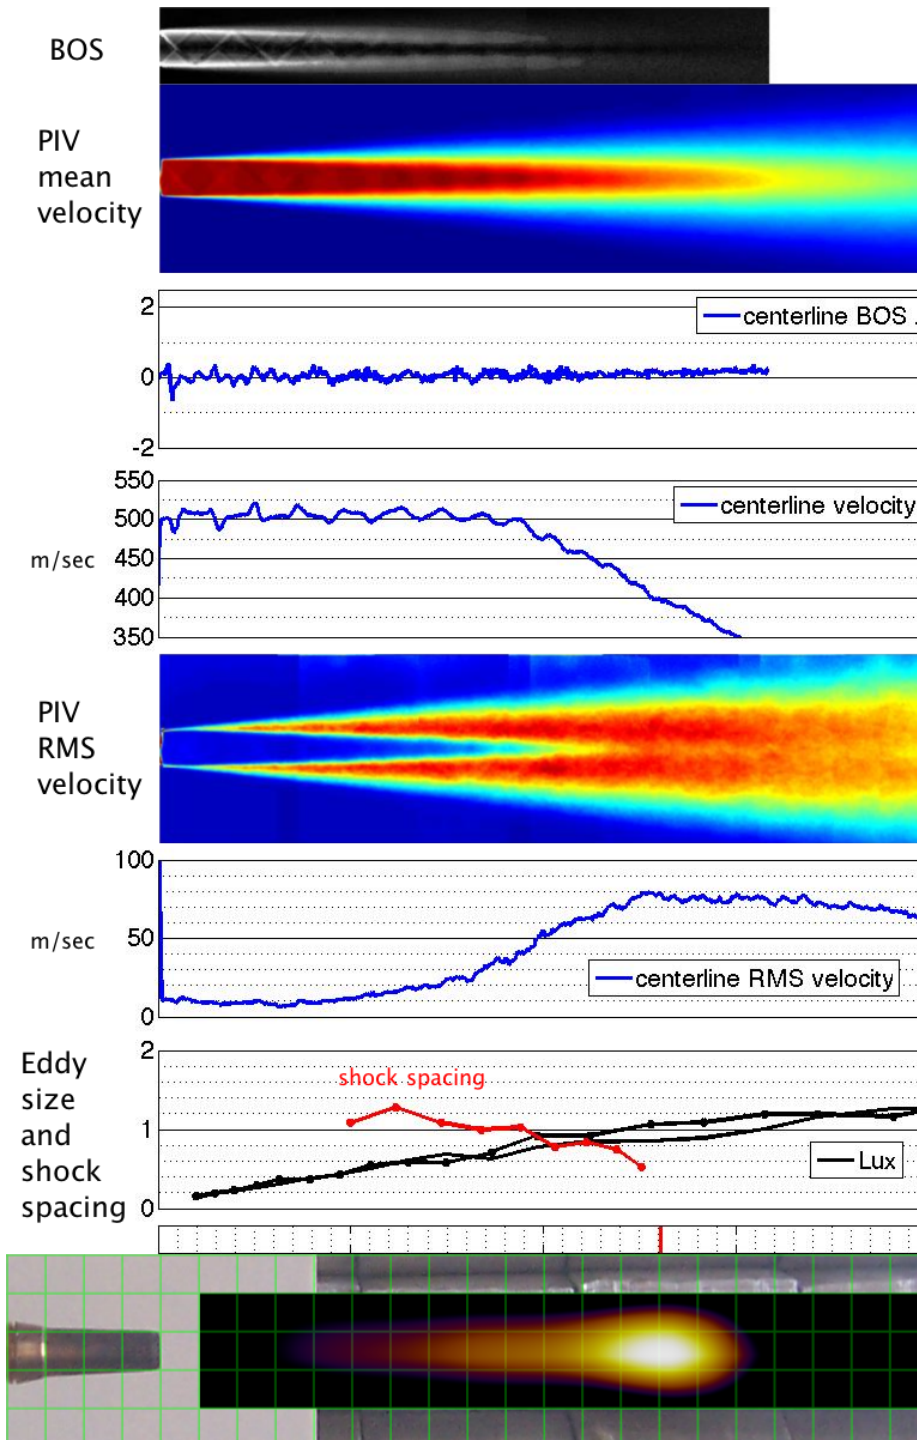 BOS
PIV
mean
velocity
2
centerline BOS .
0
-2
550
centerline velocity
500
m/sec
450
400
350
PIV
RMS
velocity
100
m/sec
50
centerline RMS velocity
0
Eddy
size
and
shock
spacing
2
shock spacing
1
Lux
0